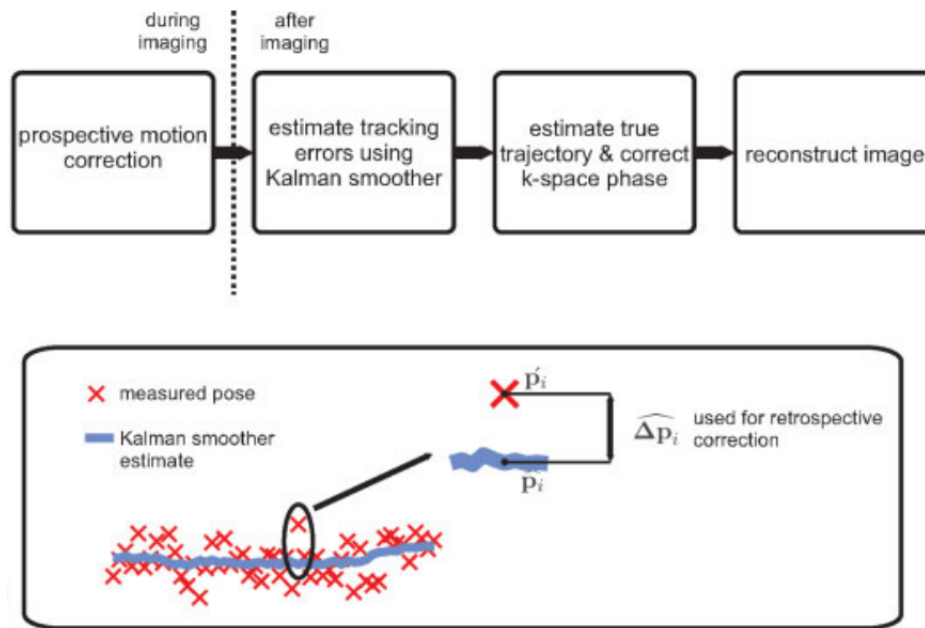 during
imaging
after
imaging
prospective motion
correction
estimate tracking
errors using
Kalman smoother
estimate true
trajectory & correct
k-space phase
reconstruct image
measured pose
Kalman smoother
estimate
ṕᵢ
p̂ᵢ
Δ̂pᵢ
used for retrospective
correction